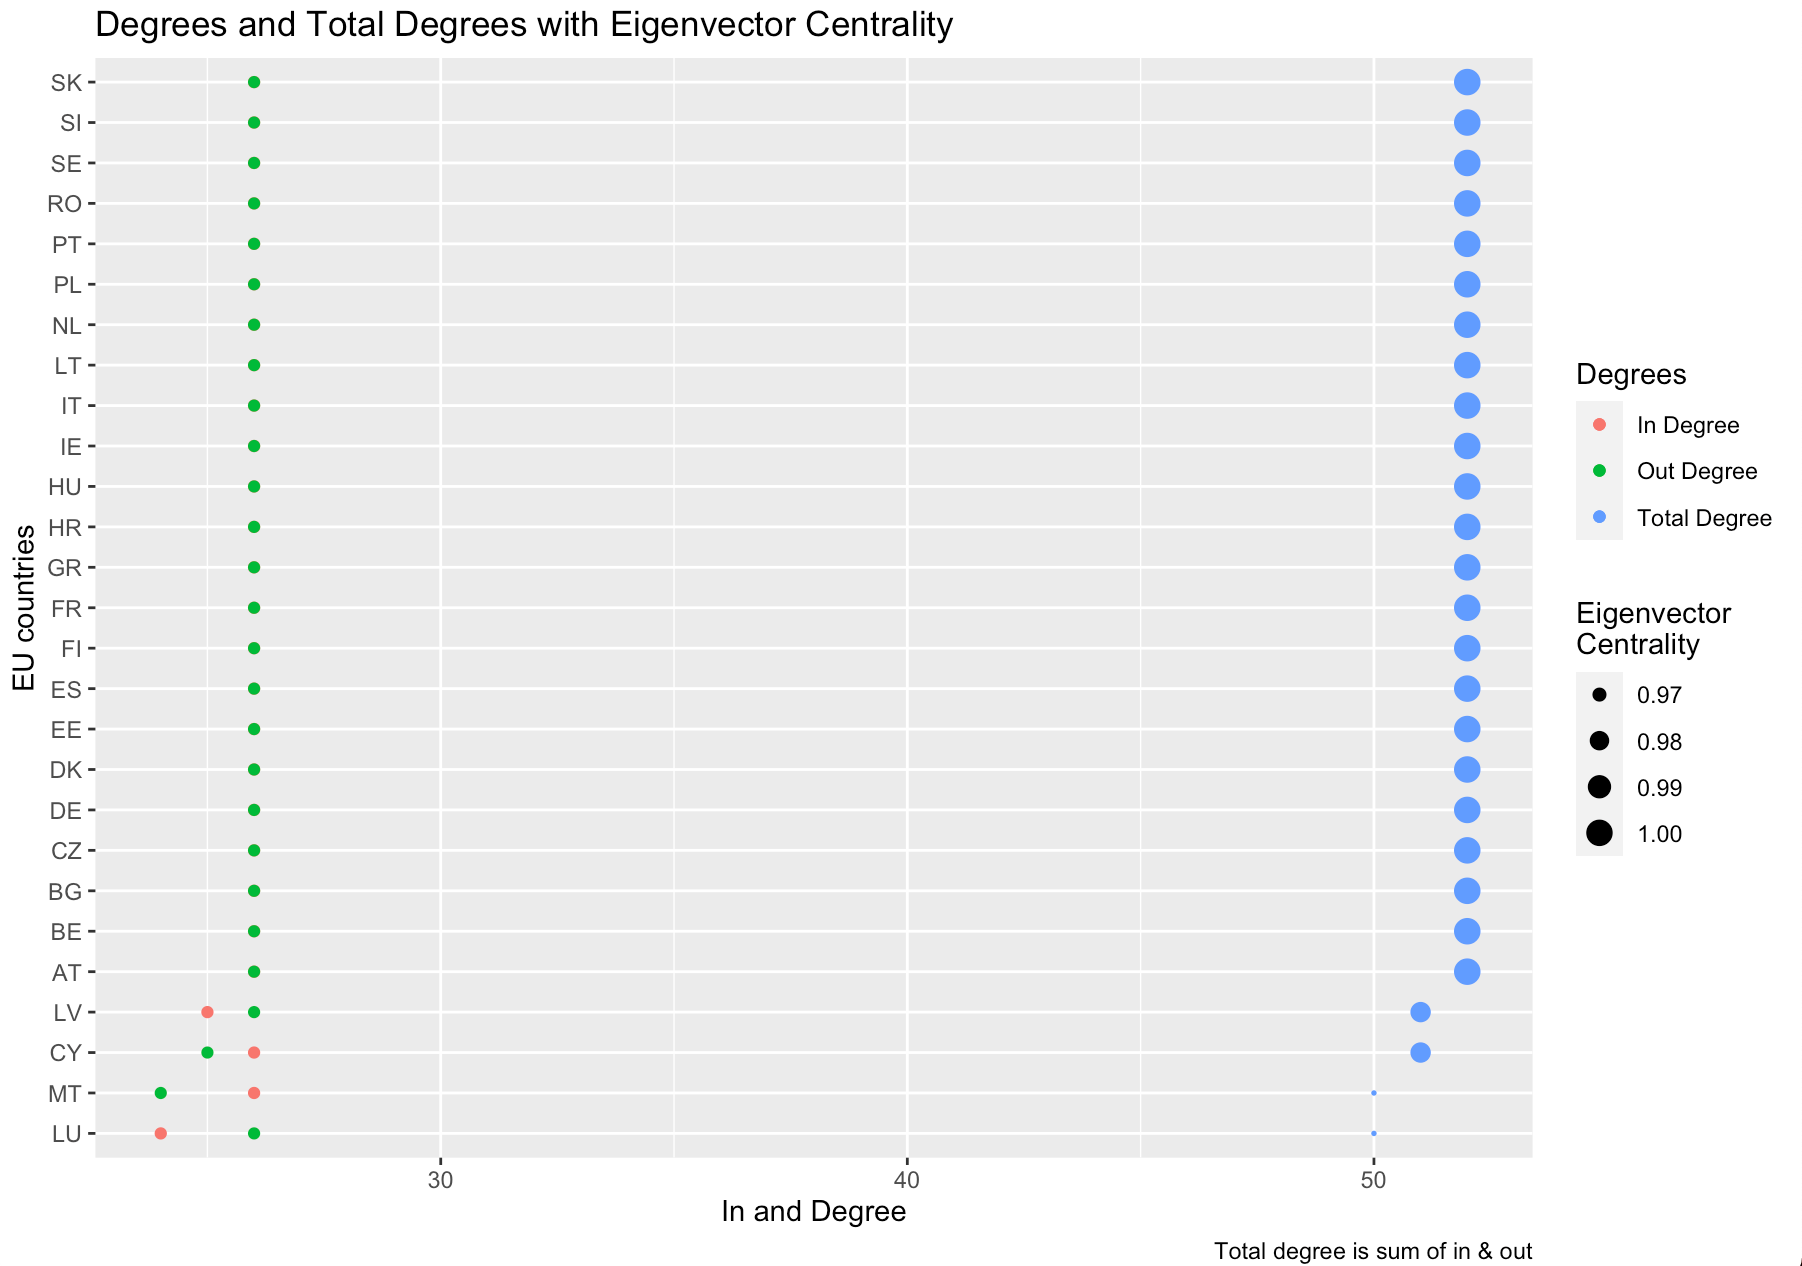 Degrees and Total Degrees with Eigenvector Centrality
SK
SI
SE
RO
PT
PL
NL
LT
IT
IE
HU
HR
GR
FR
FI
ES
EE
DK
DE
CZ
BG
BE
AT
LV
CY
MT
LU
EU countries
30 40 50
In and Degree
Total degree is sum of in & out
Degrees
In Degree
Out Degree
Total Degree
Eigenvector
Centrality
0.97
0.98
0.99
1.00